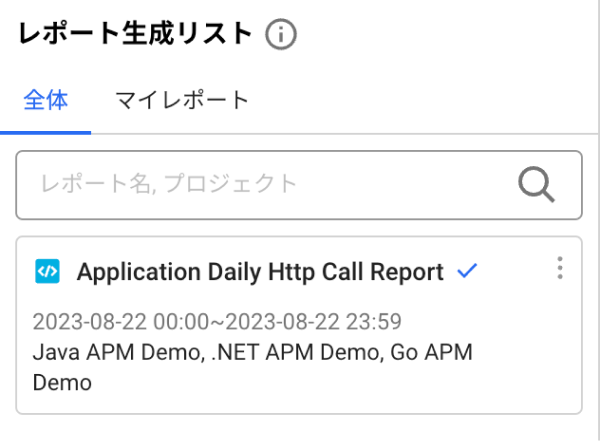 レポート生成リスト
全体 マイレポート
レポート名, プロジェクト
Application Daily Http Call Report
2023-08-22 00:00~2023-08-22 23:59
Java APM Demo, .NET APM Demo, Go APM
Demo